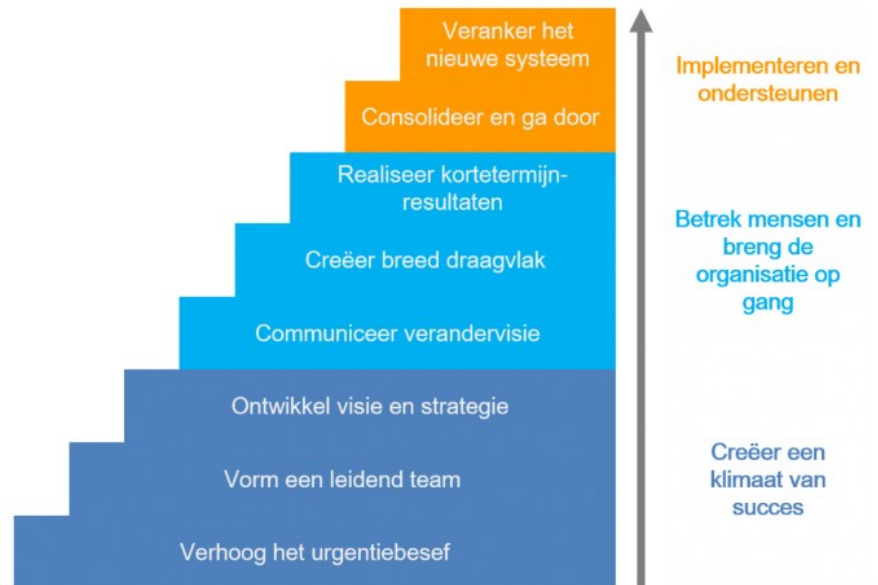 Veranker het
nieuwe systeem
Consolideer en ga door
Realiseer kortetermijn-
resultaten
Creëer breed draagvlak
Communiceer verandervisie
Ontwikkel visie en strategie
Vorm een leidend team
Verhoog het urgentiebesef
Implementeren en
ondersteunen
Betrek mensen en
breng de
organisatie op
gang
Creëer een
klimaat van
succes